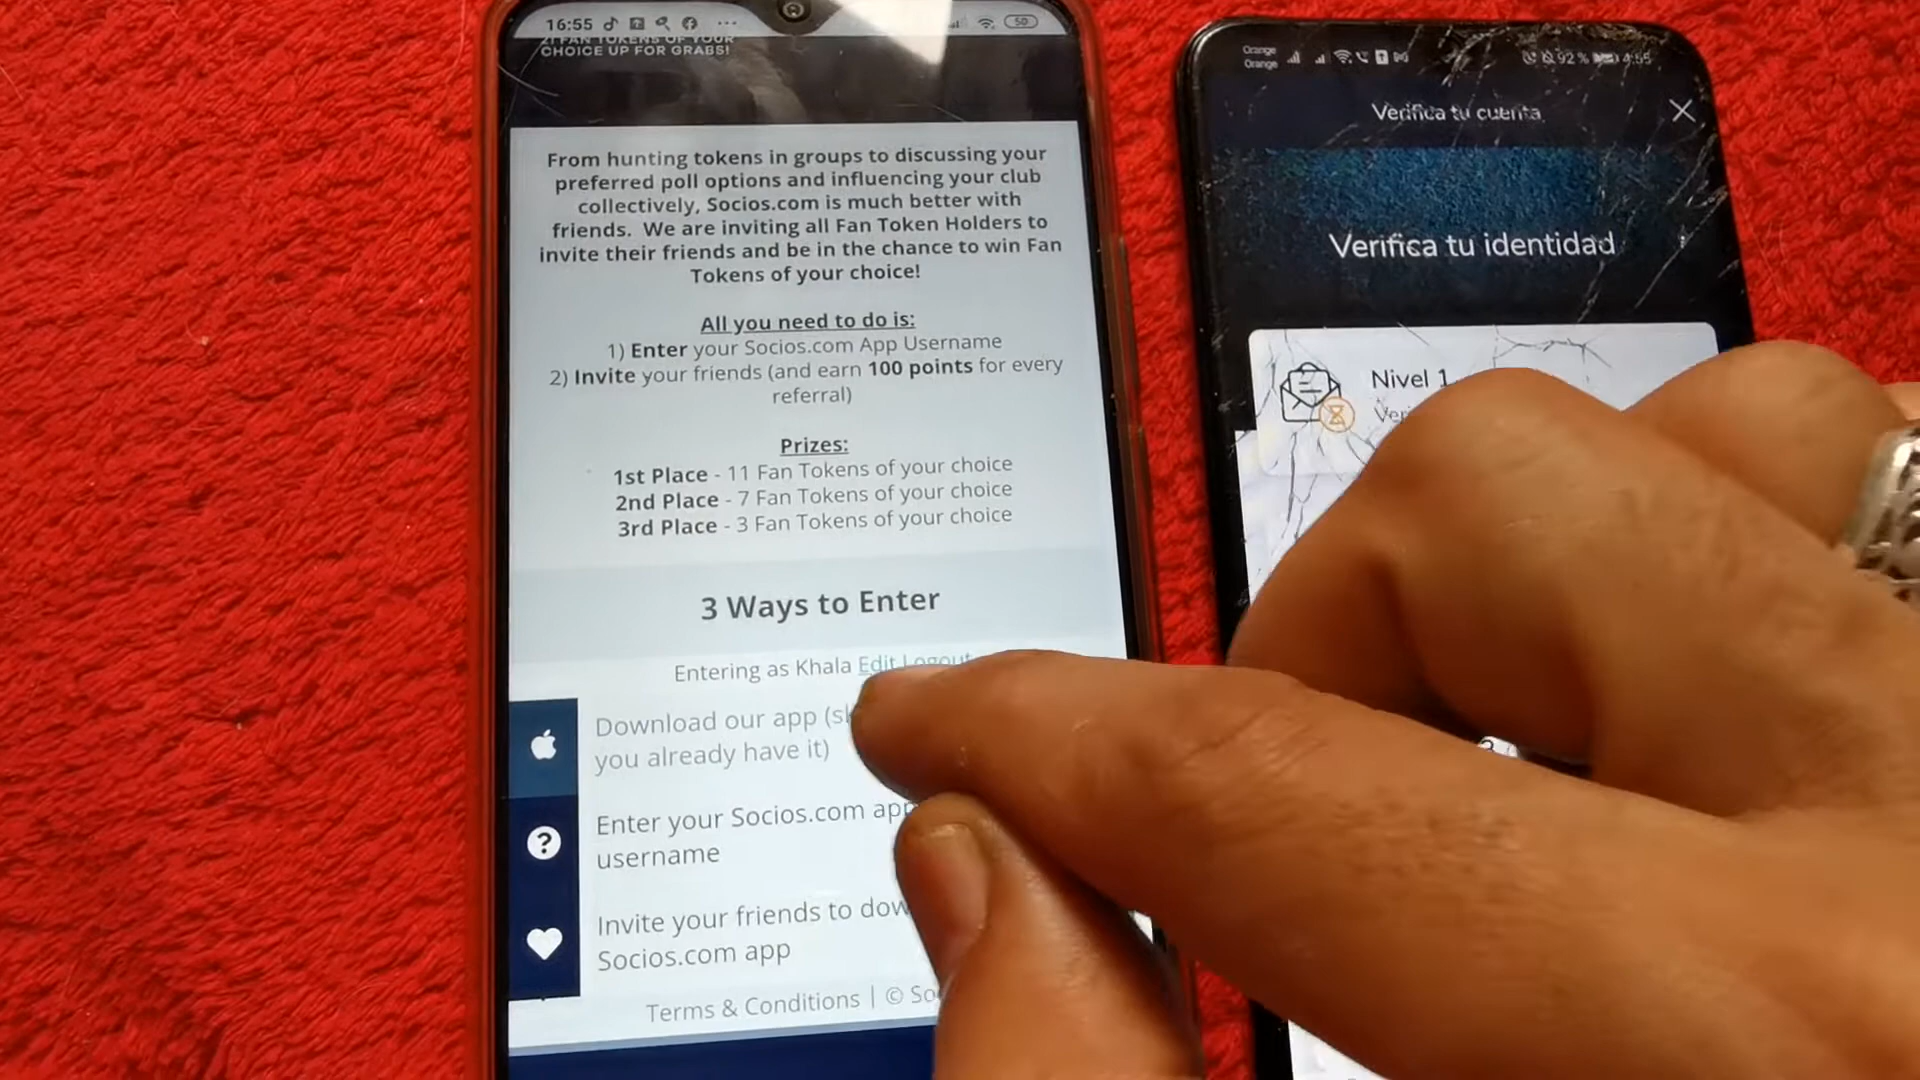 16:55
50
21 FAN TOKENS OF YOUR
CHOICE UP FOR GRABS!
From hunting tokens in groups to discussing your
preferred poll options and influencing your club
collectively, Socios.com is much better with
friends. We are inviting all Fan Token Holders to
invite their friends and be in the chance to win Fan
Tokens of your choice!
All you need to do is:
1) Enter your Socios.com App Username
2) Invite your friends (and earn 100 points for every
referral)
Prizes:
1st Place - 11 Fan Tokens of your choice
2nd Place - 7 Fan Tokens of your choice
3rd Place - 3 Fan Tokens of your choice
3 Ways to Enter
Entering as Khala Edit Logout
Download our app
you already have it)
Enter your Socios.com app
username
Invite your friends to
Socios.com app
Terms & Conditions | ©
Orange
Orange
92 % 4:55
Verifica tu cuenta
Verifica tu identidad
Nivel 1